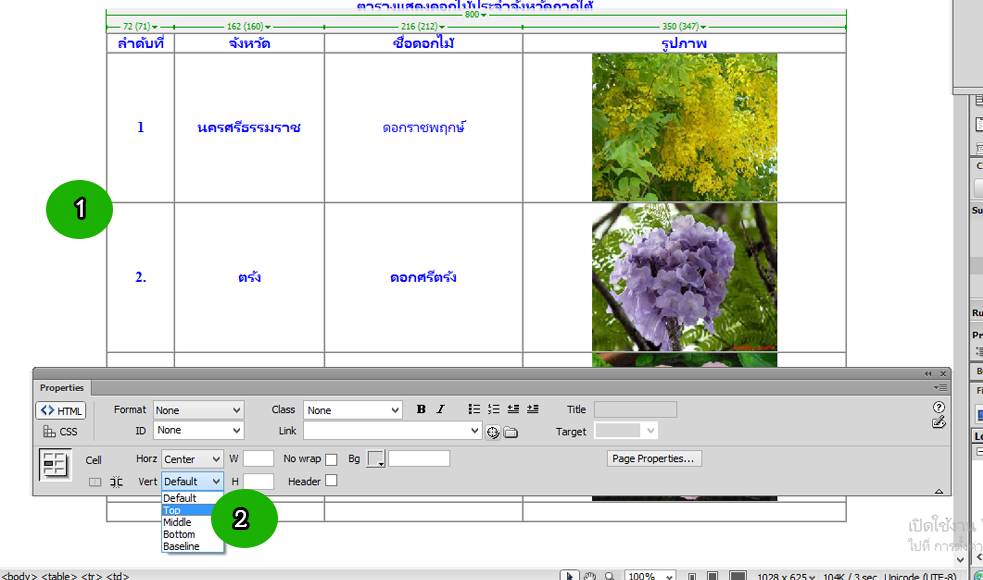 ตารางแสดงดอกไม้ประจำจังหวัดภาคใต้
800
72 (71) 162 (160) 216 (212) 350 (347)
ลำดับที่ จังหวัด ชื่อดอกไม้ รูปภาพ
1 นครศรีธรรมราช ดอกราชพฤกษ์
1
2. ตรัง ดอกศรีตรัง
Properties
HTML Format None Class None B I Title
CSS ID None Link Target
Cell Horz Center W No wrap Bg Page Properties...
Vert Default H Header
Default
Top
Middle
Bottom
Baseline
2
เปิดใช้งาน
ไปที่
<body> <table> <tr> <td> 100% 1028 x 625 104K / 3 sec Unicode (UTF-8)